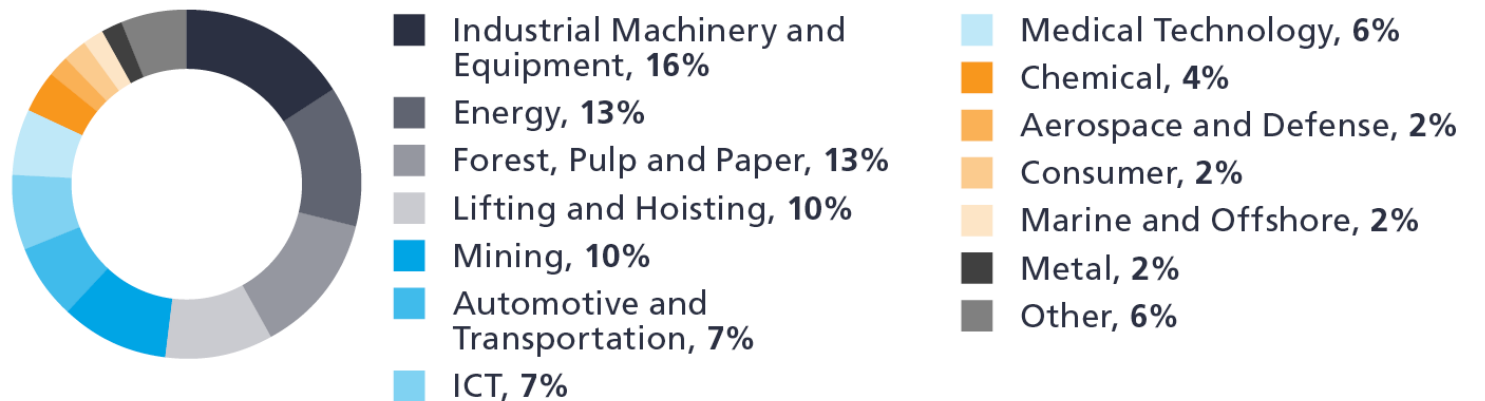 Industrial Machinery and
Equipment, 16%
Energy, 13%
Forest, Pulp and Paper, 13%
Lifting and Hoisting, 10%
Mining, 10%
Automotive and
Transportation, 7%
ICT, 7%
Medical Technology, 6%
Chemical, 4%
Aerospace and Defense, 2%
Consumer, 2%
Marine and Offshore, 2%
Metal, 2%
Other, 6%